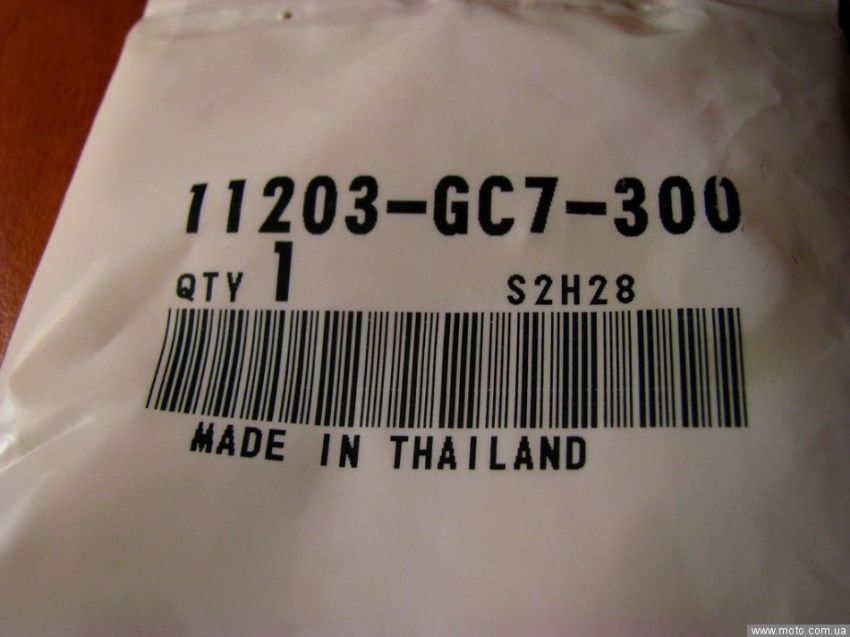 11203-GC7-300
QTY 1 S2H28
MADE IN THAILAND
www.moto.com.ua